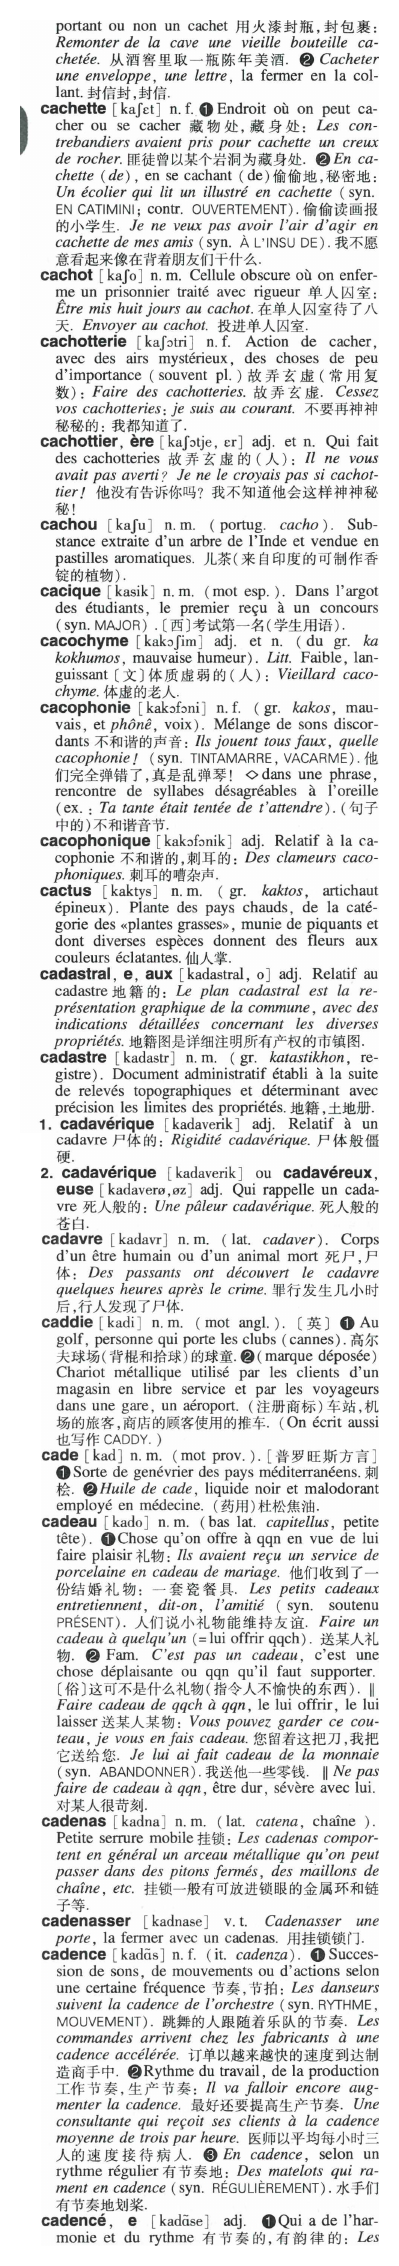 portant ou non un cachet 用火漆封瓶,封包裹:
Remonter de la cave une vieille bouteille ca-
chetée. 从酒窖里取一瓶陈年美酒. ❷ Cacheter
une enveloppe, une lettre, la fermer en la col-
lant. 封信封,封信.
cachette [kaʃɛt] n.f. ❶ Endroit où on peut ca-
cher ou se cacher 藏物处,藏身处: Les con-
trebandiers avaient pris pour cachette un creux
de rocher. 匪徒曾以某个岩洞为藏身处. ❷ En ca-
chette (de), en se cachant (de)偷偷地,秘密地:
Un écolier qui lit un illustré en cachette (syn.
EN CATIMINI; contr. OUVERTEMENT). 偷偷读画报
的小学生. Je ne veux pas avoir l'air d'agir en
cachette de mes amis (syn. À L'INSU DE). 我不愿
意看起来像在背着朋友们干什么.
cachot [kaʃo] n. m. Cellule obscure où on enfer-
me un prisonnier traité avec rigueur 单人囚室:
Être mis huit jours au cachot. 在单人囚室待了八
天. Envoyer au cachot. 投进单人囚室.
cachotterie [kaʃɔtri] n. f. Action de cacher,
avec des airs mystérieux, des choses de peu
d'importance (souvent pl.) 故弄玄虚(常用复
数): Faire des cachotteries. 故弄玄虚. Cessez
vos cachotteries: je suis au courant. 不要再神神
秘秘的: 我都知道了.
cachottier, ère [kaʃɔtje, ɛr] adj. et n. Qui fait
des cachotteries 故弄玄虚的(人): Il ne vous
avait pas averti? Je ne le croyais pas si cachot-
tier! 他没有告诉你吗? 我不知道他会这样神神秘
秘!
cachou [kaʃu] n. m. (portug. cacho). Sub-
stance extraite d'un arbre de l'Inde et vendue en
pastilles aromatiques. 儿茶(来自印度的可制作香
锭的植物).
cacique [kasik] n. m. (mot esp.). Dans l'argot
des étudiants, le premier reçu à un concours
(syn. MAJOR). [西]考试第一名(学生用语).
cacochyme [kakɔʃim] adj. et n. (du gr. ka
kokhumos, mauvaise humeur). Litt. Faible, lan-
guissant [文]体质虚弱的(人): Vieillard caco-
chyme. 体虚的老人.
cacophonie [kakɔfɔni] n. f. (gr. kakos, mau-
vais, et phônê, voix). Mélange de sons discor-
dants 不和谐的声音: Ils jouent tous faux, quelle
cacophonie! (syn. TINTAMARRE, VACARME). 他
们完全弹错了,真是乱弹琴! ◇dans une phrase,
rencontre de syllabes désagréables à l'oreille
(ex. : Ta tante était tentée de t'attendre). (句子
中的)不和谐音节.
cacophonique [kakɔfɔnik] adj. Relatif à la ca-
cophonie 不和谐的,刺耳的: Des clameurs caco-
phoniques. 刺耳的嘈杂声.
cactus [kaktys] n. m. (gr. kaktos, artichaut
épineux). Plante des pays chauds, de la caté-
gorie des «plantes grasses», munie de piquants et
dont diverses espèces donnent des fleurs aux
couleurs éclatantes. 仙人掌.
cadastral, e, aux [kadastral, o] adj. Relatif au
cadastre 地籍的: Le plan cadastral est la re-
présentation graphique de la commune, avec des
indications détaillées concernant les diverses
propriétés. 地籍图是详细注明所有产权的市镇图.
cadastre [kadastr] n. m. (gr. katastikhon, re-
gistre). Document administratif établi à la suite
de relevés topographiques et déterminant avec
précision les limites des propriétés. 地籍,土地册.
1. cadavérique [kadaverik] adj. Relatif à un
cadavre 尸体的: Rigidité cadavérique. 尸体般僵
硬.
2. cadavérique [kadaverik] ou cadavéreux,
euse [kadaverø,øz] adj. Qui rappelle un cada-
vre 死人般的: Une pâleur cadavérique. 死人般的
苍白.
cadavre [kadavr] n. m. (lat. cadaver). Corps
d'un être humain ou d'un animal mort 死尸,尸
体: Des passants ont découvert le cadavre
quelques heures après le crime. 罪行发生几小时
后,行人发现了尸体.
caddie [kadi] n. m. (mot angl.). [英] ❶ Au
golf, personne qui porte les clubs (cannes). 高尔
夫球场(背棍和拾球)的球童. ❷(marque déposée)
Chariot métallique utilisé par les clients d'un
magasin en libre service et par les voyageurs
dans une gare, un aéroport. (注册商标)车站,机
场的旅客,商店的顾客使用的推车. (On écrit aussi
也写作 CADDY.)
cade [kad] n. m. (mot prov.). [普罗旺斯方言]
❶Sorte de genévrier des pays méditerranéens. 刺
桧. ❷Huile de cade, liquide noir et malodorant
employé en médecine. (药用)杜松焦油.
cadeau [kado] n. m. (bas lat. capitellus, petite
tête). ❶Chose qu'on offre à qqn en vue de lui
faire plaisir 礼物: Ils avaient reçu un service de
porcelaine en cadeau de mariage. 他们收到了一
份结婚礼物: 一套瓷餐具. Les petits cadeaux
entretiennent, dit-on, l'amitié (syn. soutenu
PRÉSENT). 人们说小礼物能维持友谊. Faire un
cadeau à quelqu'un (=lui offrir qqch). 送某人礼
物. ❷ Fam. C'est pas un cadeau, c'est une
chose déplaisante ou qqn qu'il faut supporter.
[俗]这可不是什么礼物(指令人不愉快的东西). ‖
Faire cadeau de qqch à qqn, le lui offrir, le lui
laisser 送某人某物: Vous pouvez garder ce cou-
teau, je vous en fais cadeau. 您留着这把刀,我把
它送给您. Je lui ai fait cadeau de la monnaie
(syn. ABANDONNER). 我送他一些零钱. ‖ Ne pas
faire de cadeau à qqn, être dur, sévère avec lui.
对某人很苛刻.
cadenas [kadna] n. m. (lat. catena, chaîne ).
Petite serrure mobile 挂锁: Les cadenas compor-
tent en général un arceau métallique qu'on peut
passer dans des pitons fermés, des maillons de
chaîne, etc. 挂锁一般有可放进锁眼的金属环和链
子等.
cadenasser [kadnase] v. t. Cadenasser une
porte, la fermer avec un cadenas. 用挂锁锁门.
cadence [kadɑ̃s] n. f. (it. cadenza). ❶Succes-
sion de sons, de mouvements ou d'actions selon
une certaine fréquence 节奏,节拍: Les danseurs
suivent la cadence de l'orchestre (syn. RYTHME,
MOUVEMENT). 跳舞的人跟随着乐队的节奏. Les
commandes arrivent chez les fabricants à une
cadence accélérée. 订单以越来越快的速度到达制
造商手中. ❷Rythme du travail, de la production
工作节奏,生产节奏: Il va falloir encore aug-
menter la cadence. 最好还要提高生产节奏. Une
consultante qui reçoit ses clients à la cadence
moyenne de trois par heure. 医师以平均每小时三
人的速度接待病人. ❸ En cadence, selon un
rythme régulier 有节奏地: Des matelots qui ra-
ment en cadence (syn. RÉGULIÈREMENT). 水手们
有节奏地划桨.
cadencé, e [kadɑ̃se] adj. ❶Qui a de l'har-
monie et du rythme 有节奏的,有韵律的: Les